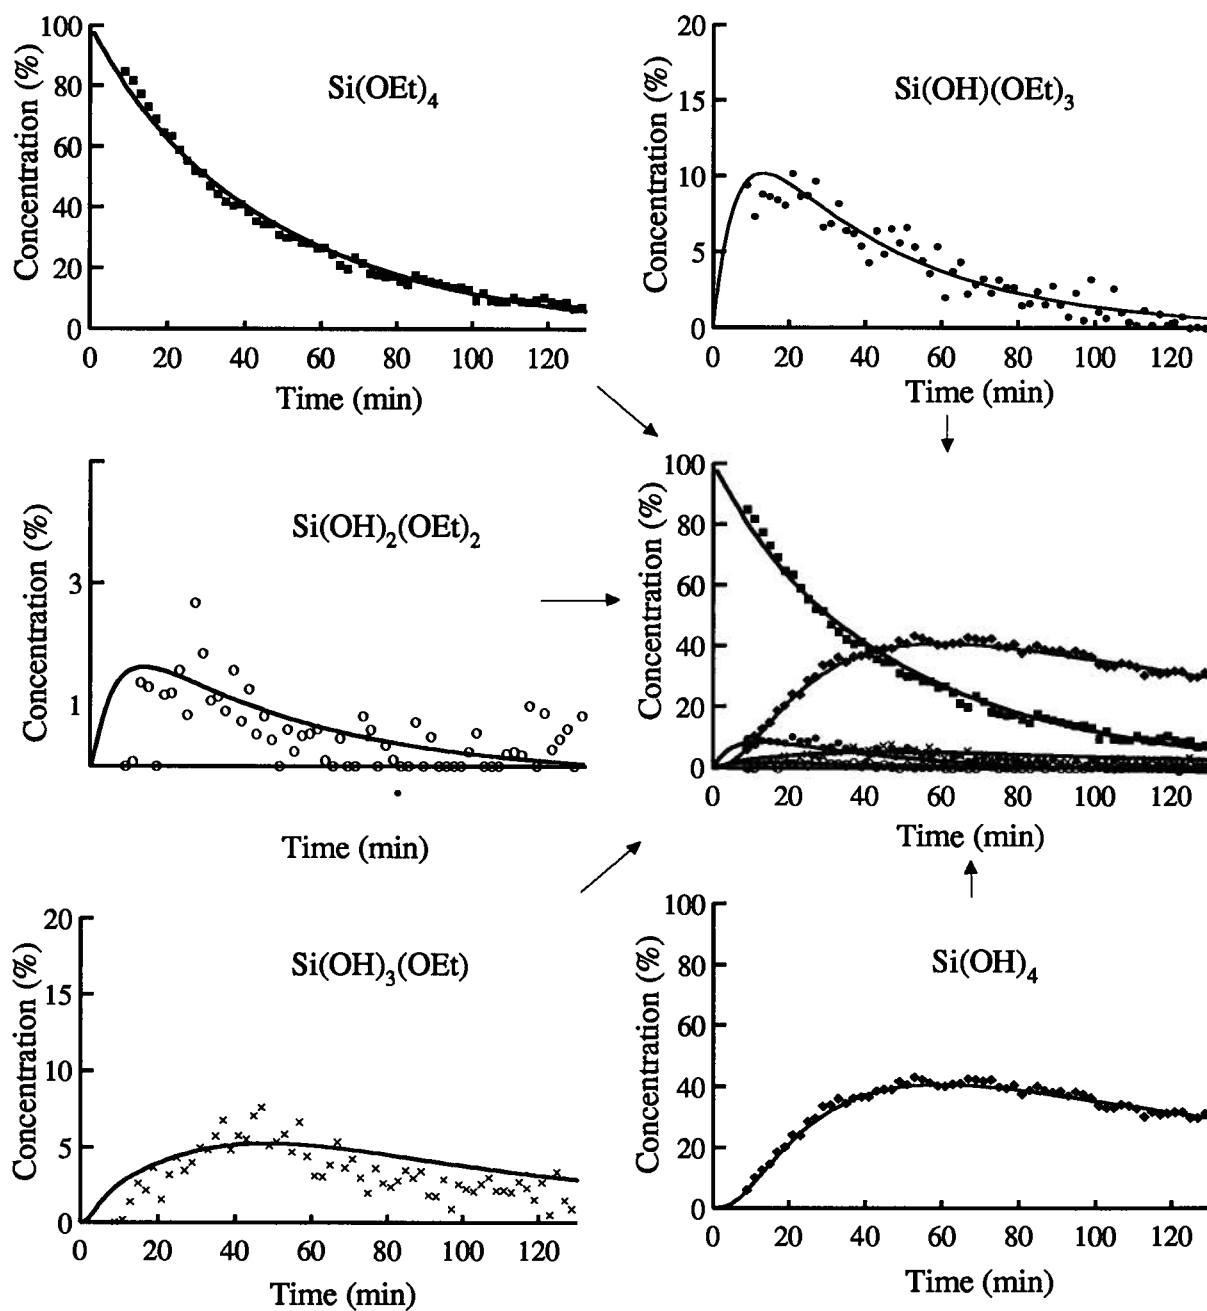 100
80
60
40
20
0
0 20 40 60 80 100 120
Concentration (%)
Time (min)
Si(OEt)4
20
15
10
5
0
0 20 40 60 80 100 120
Concentration (%)
Time (min)
Si(OH)(OEt)3
3
1
Concentration (%)
Time (min)
Si(OH)2(OEt)2
100
80
60
40
20
0
0 20 40 60 80 100 120
Concentration (%)
Time (min)
20
15
10
5
0
0 20 40 60 80 100 120
Concentration (%)
Time (min)
Si(OH)3(OEt)
100
80
60
40
20
0
0 20 40 60 80 100 120
Concentration (%)
Time (min)
Si(OH)4